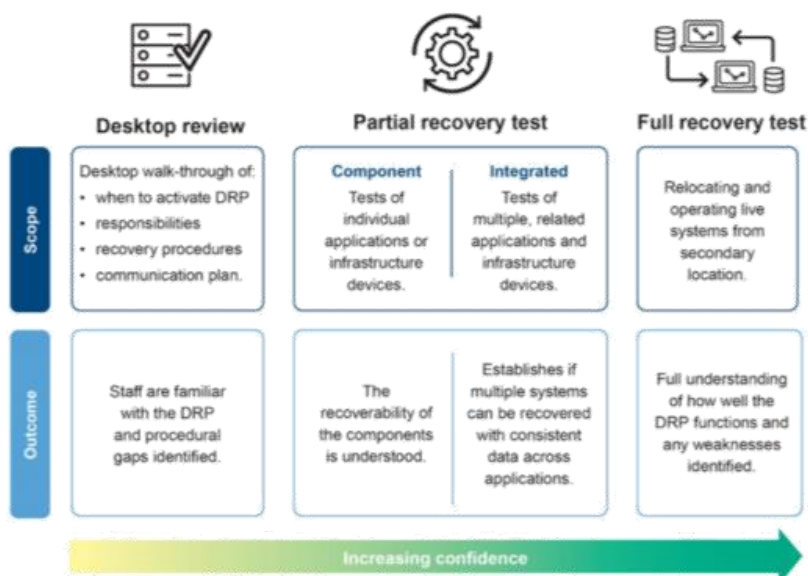 Desktop review
Partial recovery test
Full recovery test
Scope
Desktop walk-through of:
• when to activate DRP
• responsibilities
• recovery procedures
• communication plan.
Component
Tests of
individual
applications or
infrastructure
devices.
Integrated
Tests of
multiple, related
applications and
infrastructure
devices.
Relocating and
operating live
systems from
secondary
location.
Outcome
Staff are familiar
with the DRP
and procedural
gaps identified.
The
recoverability of
the components
is understood.
Establishes if
multiple systems
can be recovered
with consistent
data across
applications.
Full understanding
of how well the
DRP functions and
any weaknesses
identified.
Increasing confidence